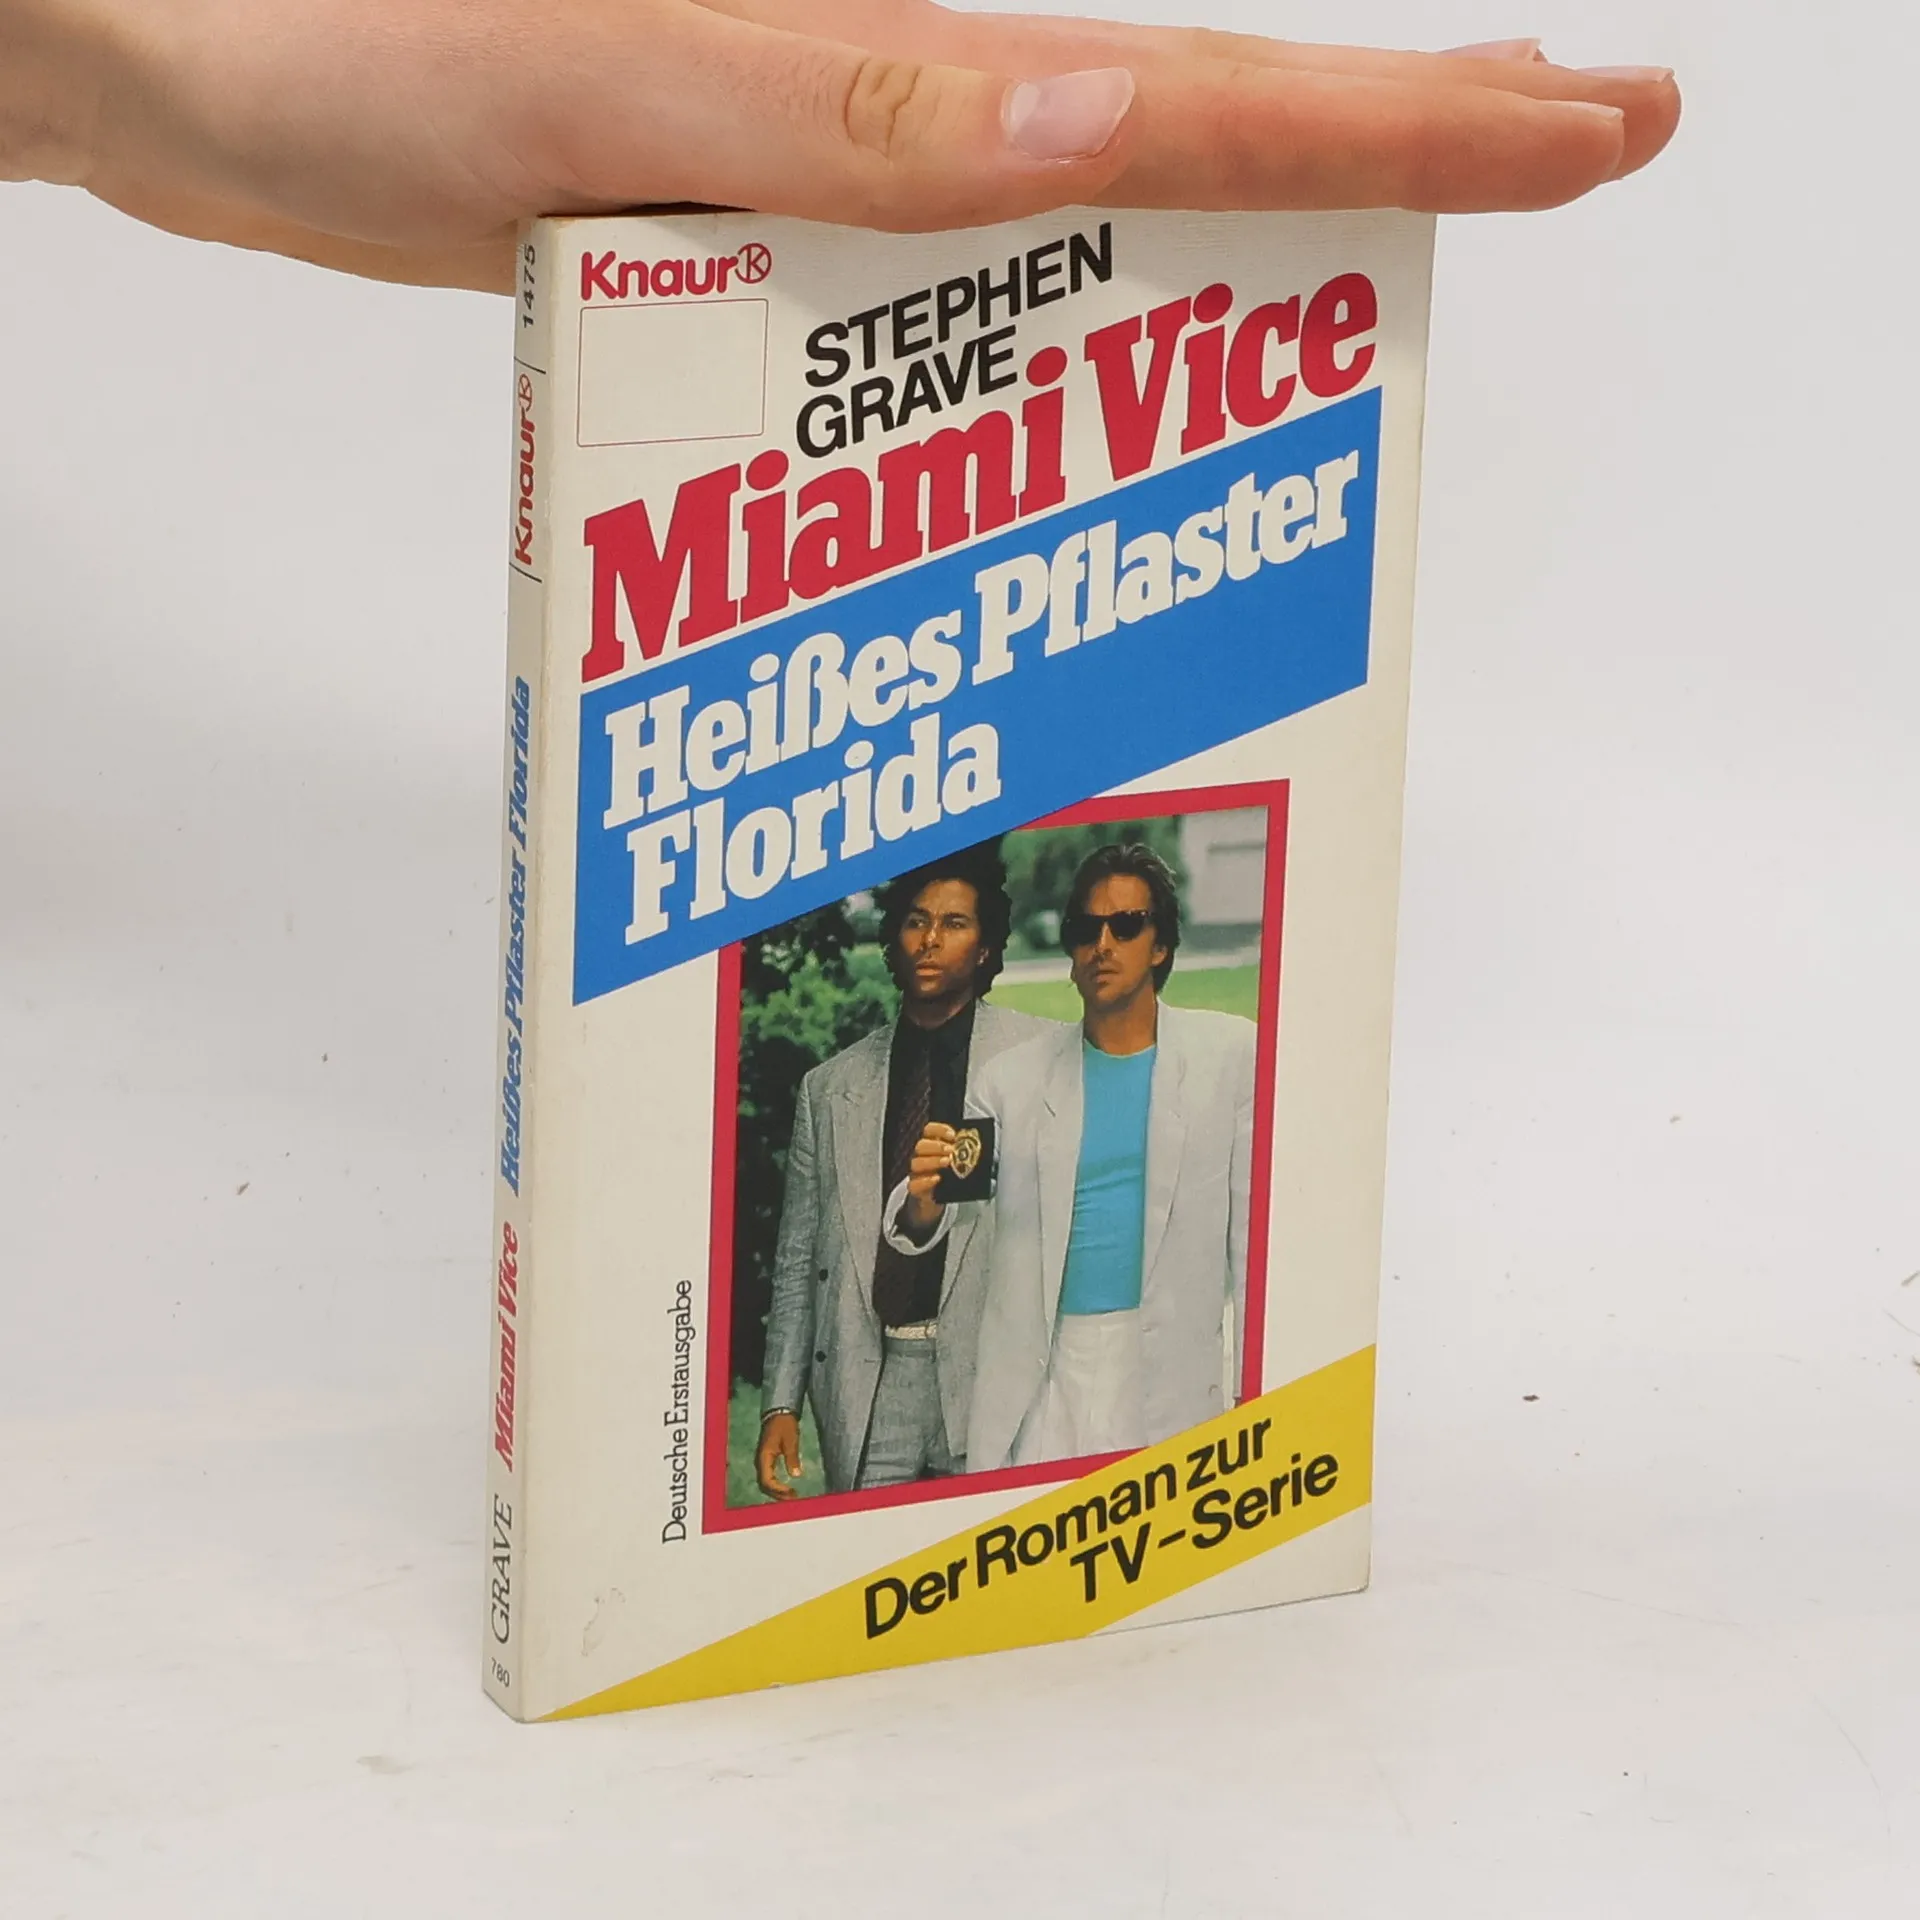 Knaur
STEPHEN
GRAVE
Miami Vice
Heißes Pflaster
Florida
Deutsche Erstausgabe
Der Roman zur
TV-Serie
1475
Knaur
Heißes Pflaster Florida
Miami Vice
GRAVE
780